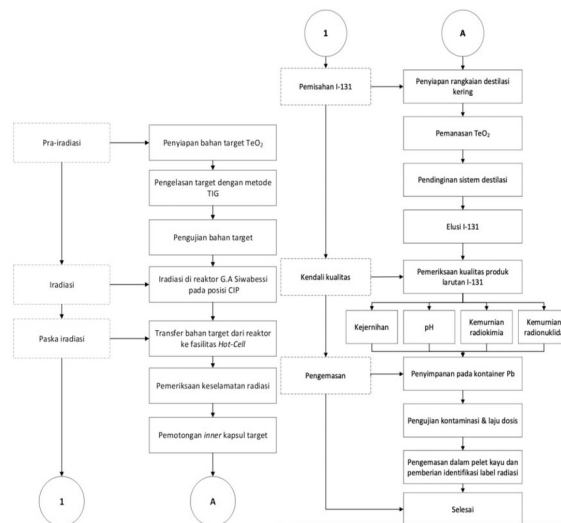 Pra-iradiasi
Penyiapan bahan target TeO₂
Pengelasan target dengan metode
TIG
Pengujian bahan target
Iradiasi
Iradiasi di reaktor G.A Siwabessi
pada posisi CIP
Paska iradiasi
Transfer bahan target dari reaktor
ke fasilitas Hot-Cell
Pemeriksaan keselamatan radiasi
Pemotongan inner kapsul target
1
A
1
A
Pemisahan I-131
Penyiapan rangkaian destilasi
kering
Pemanasan TeO₂
Pendinginan sistem destilasi
Elusi I-131
Kendali kualitas
Pemeriksaan kualitas produk
larutan I-131
Kejernihan
pH
Kemurnian
radiokimia
Kemurnian
radionuklida
Pengemasan
Penyimpanan pada kontainer Pb
Pengujian kontaminasi & laju dosis
Pengemasan dalam pelet kayu dan
pemberian identifikasi label radiasi
Selesai